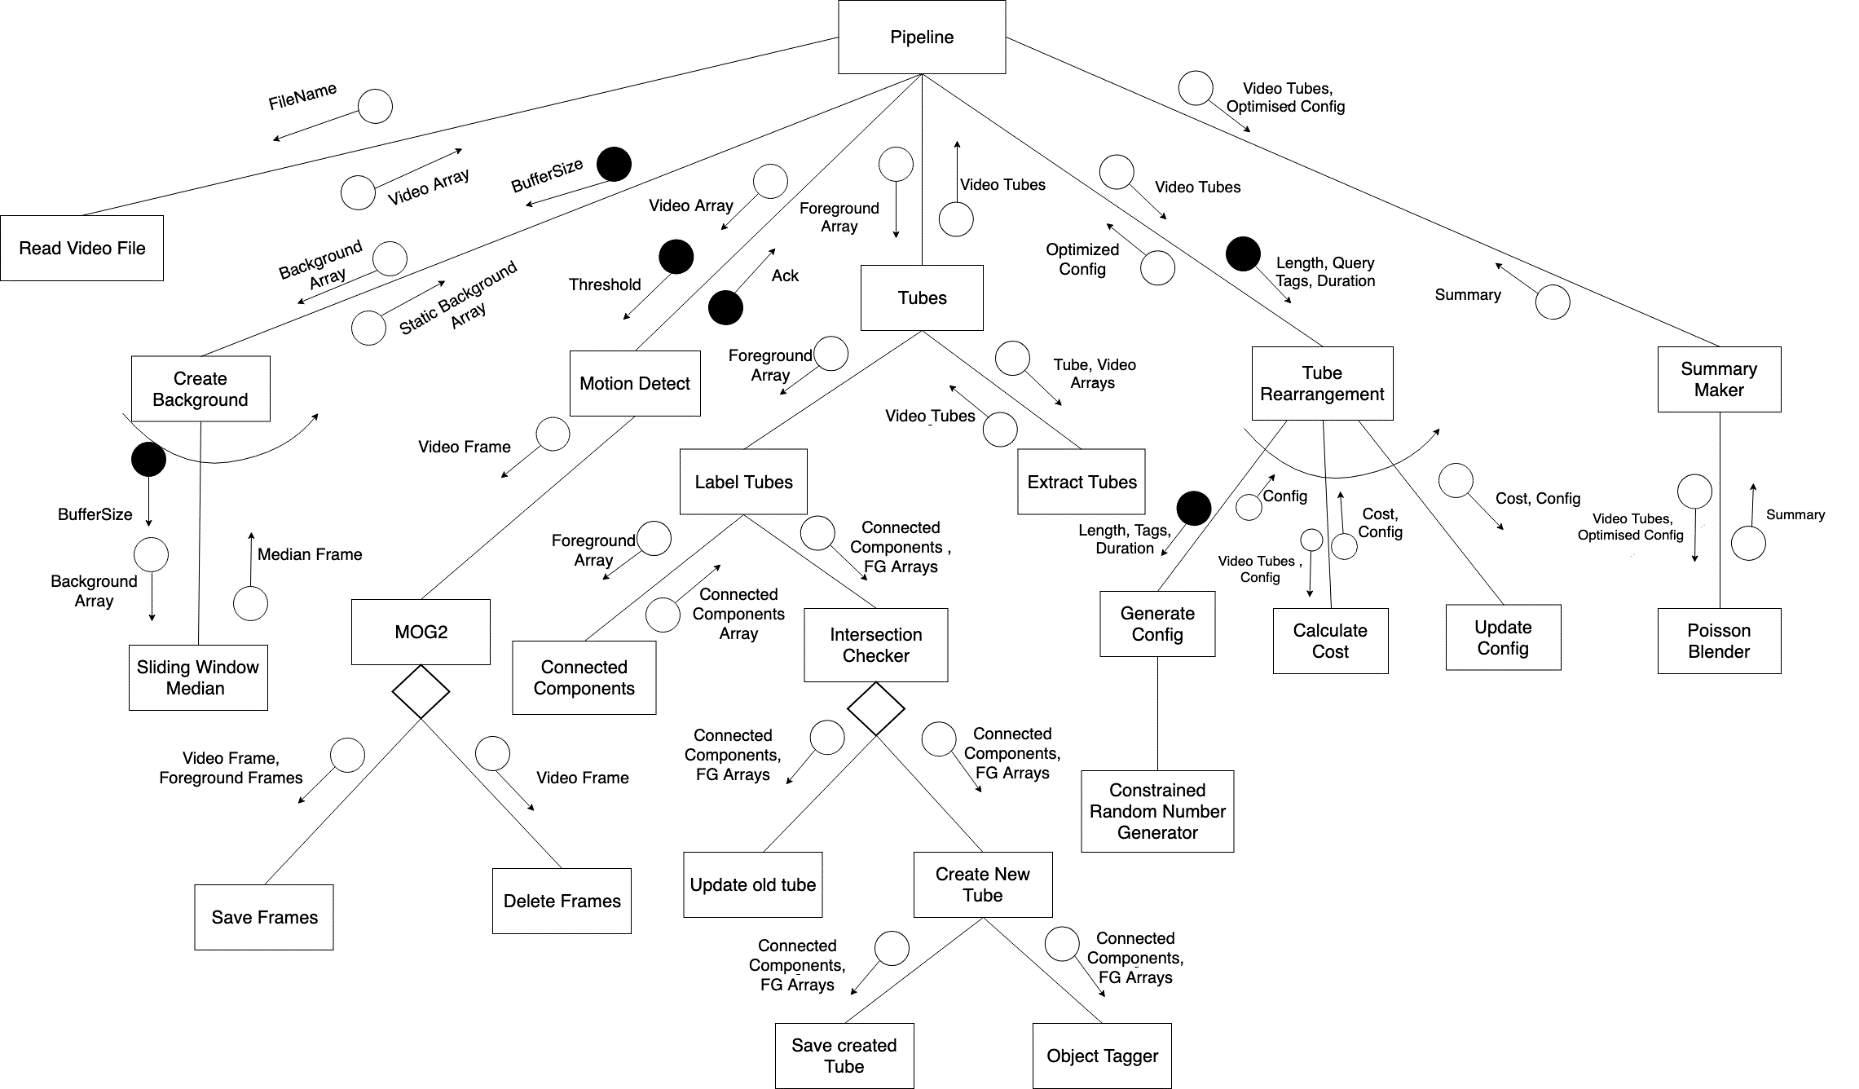 Pipeline
FileName
Video Tubes,
Optimised Config
Video Array
BufferSize
Video Array
Foreground
Array
Video Tubes
Video Tubes
Read Video File
Background
Array
Static Background
Array
Threshold
Ack
Optimized
Config
Length, Query
Tags, Duration
Summary
Tubes
Create
Background
Motion Detect
Foreground
Array
Tube, Video
Arrays
Video Tubes
Tube
Rearrangement
Summary
Maker
Video Frame
Label Tubes
Extract Tubes
BufferSize
Median Frame
Background
Array
Foreground
Array
Connected
Components ,
FG Arrays
Length, Tags,
Duration
Config
Video Tubes ,
Config
Cost,
Config
Cost, Config
Video Tubes,
Optimised Config
Summary
Connected
Components
Array
Sliding Window
Median
MOG2
Connected
Components
Intersection
Checker
Generate
Config
Calculate
Cost
Update
Config
Poisson
Blender
Video Frame,
Foreground Frames
Video Frame
Connected
Components,
FG Arrays
Connected
Components,
FG Arrays
Constrained
Random Number
Generator
Save Frames
Delete Frames
Update old tube
Create New
Tube
Connected
Components,
FG Arrays
Connected
Components,
FG Arrays
Save created
Tube
Object Tagger